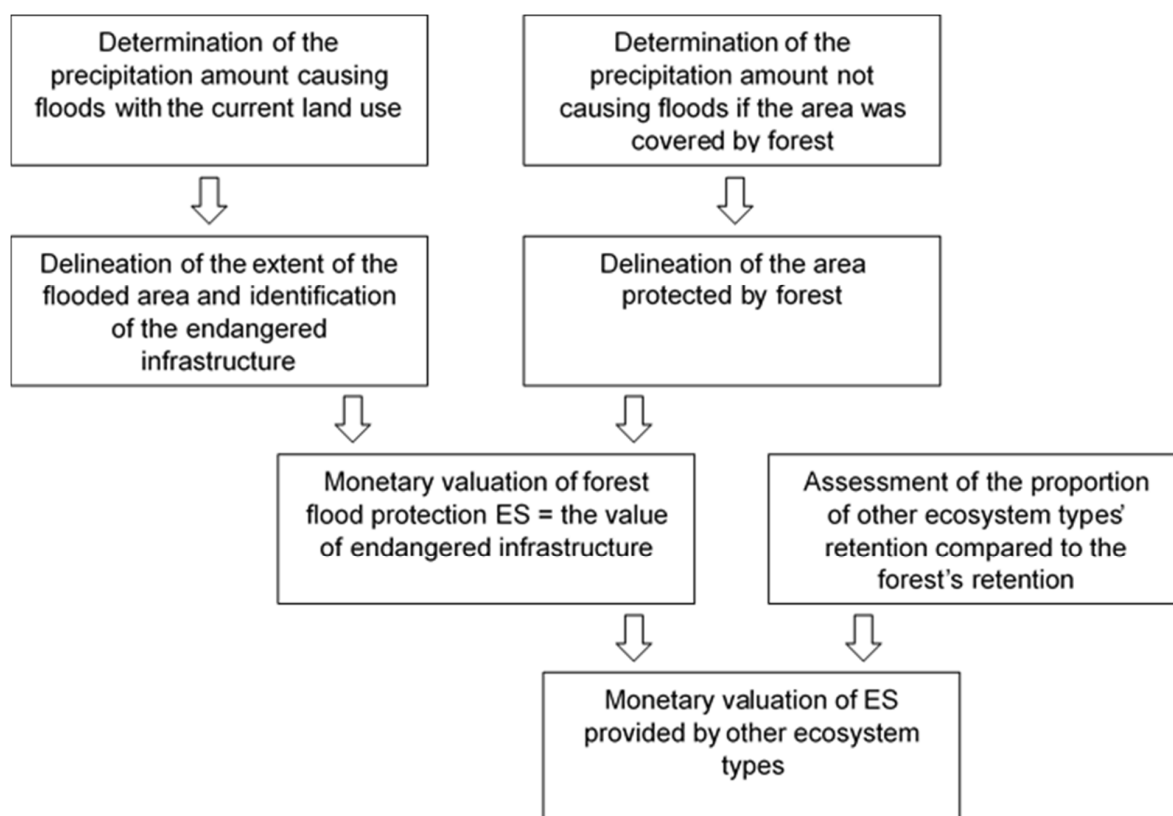 Determination of the
precipitation amount causing
floods with the current land use
Determination of the
precipitation amount not
causing floods if the area was
covered by forest
Delineation of the extent of the
flooded area and identification
of the endangered
infrastructure
Delineation of the area
protected by forest
Monetary valuation of forest
flood protection ES = the value
of endangered infrastructure
Assessment of the proportion
of other ecosystem types'
retention compared to the
forest's retention
Monetary valuation of ES
provided by other ecosystem
types